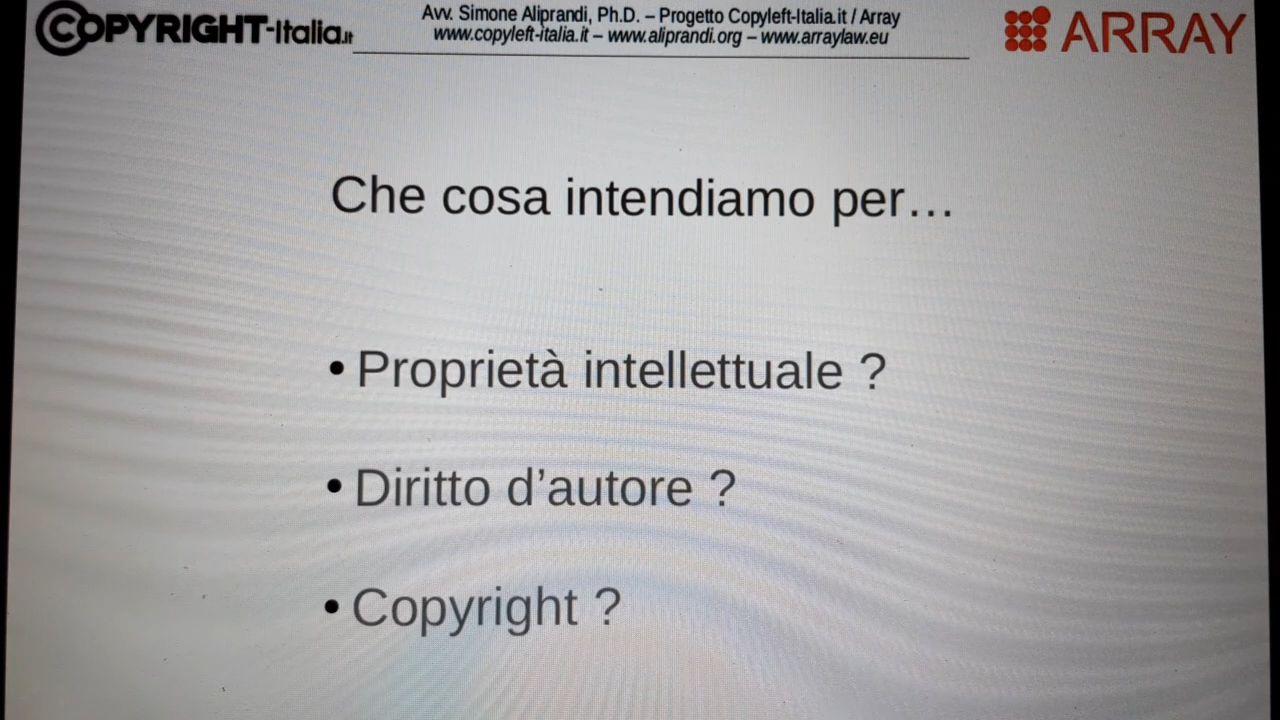 COPYRIGHT-Italia.it
Avv. Simone Aliprandi, Ph.D. – Progetto Copyleft-Italia.it / Array
www.copyleft-italia.it – www.aliprandi.org – www.arraylaw.eu
ARRAY
Che cosa intendiamo per…
• Proprietà intellettuale ?
• Diritto d’autore ?
• Copyright ?